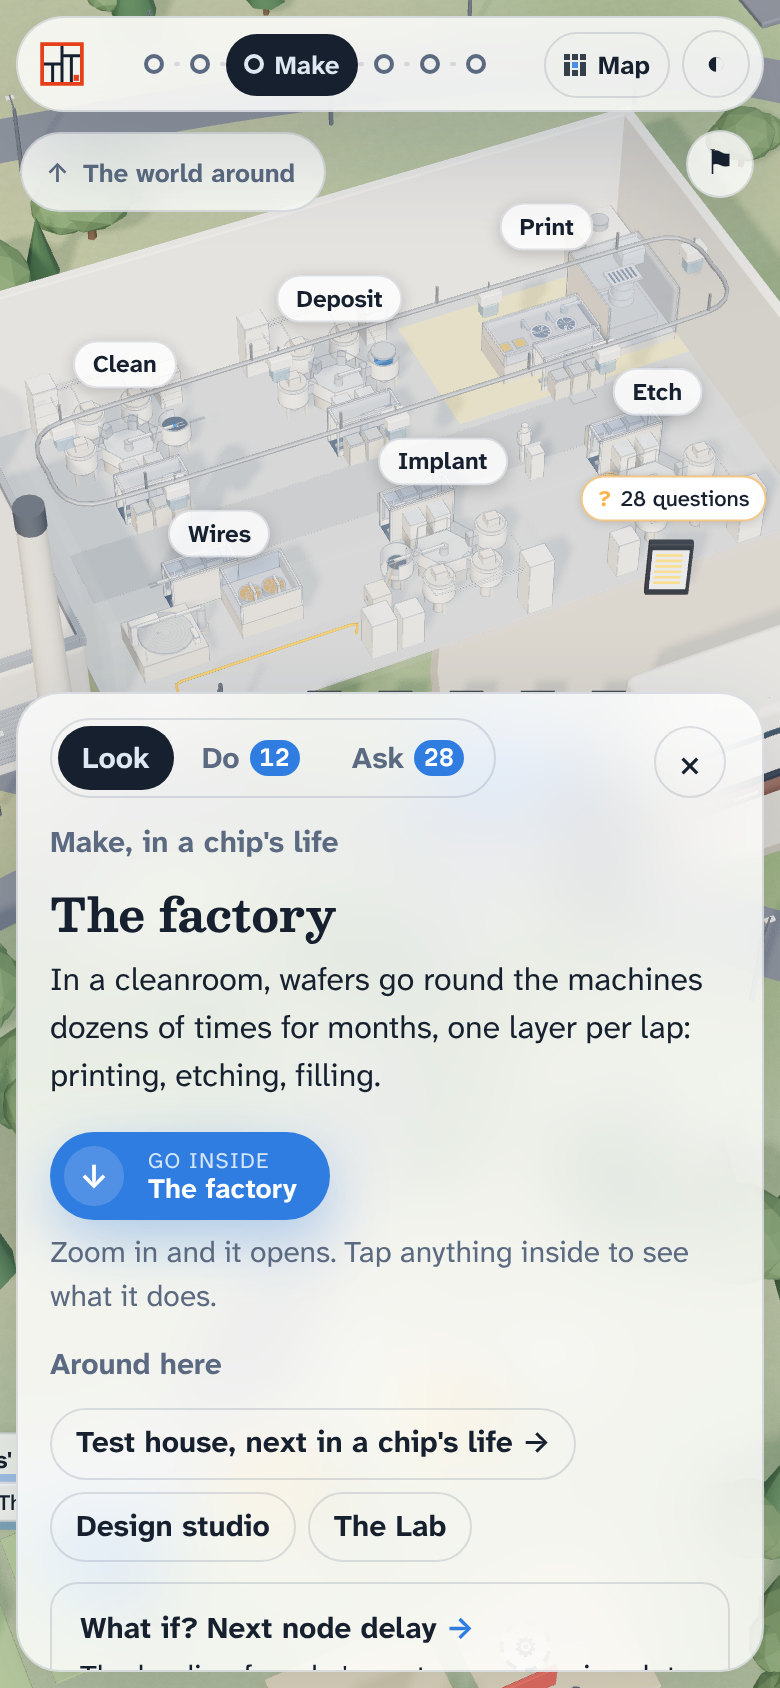 Make
Map
↑ The world around
Print
Deposit
Clean
Etch
Implant
? 28 questions
Wires
Look
Do 12
Ask 28
×
Make, in a chip's life
The factory
In a cleanroom, wafers go round the machines
dozens of times for months, one layer per lap:
printing, etching, filling.
GO INSIDE
The factory
Zoom in and it opens. Tap anything inside to see
what it does.
Around here
Test house, next in a chip's life →
Design studio
The Lab
What if? Next node delay →